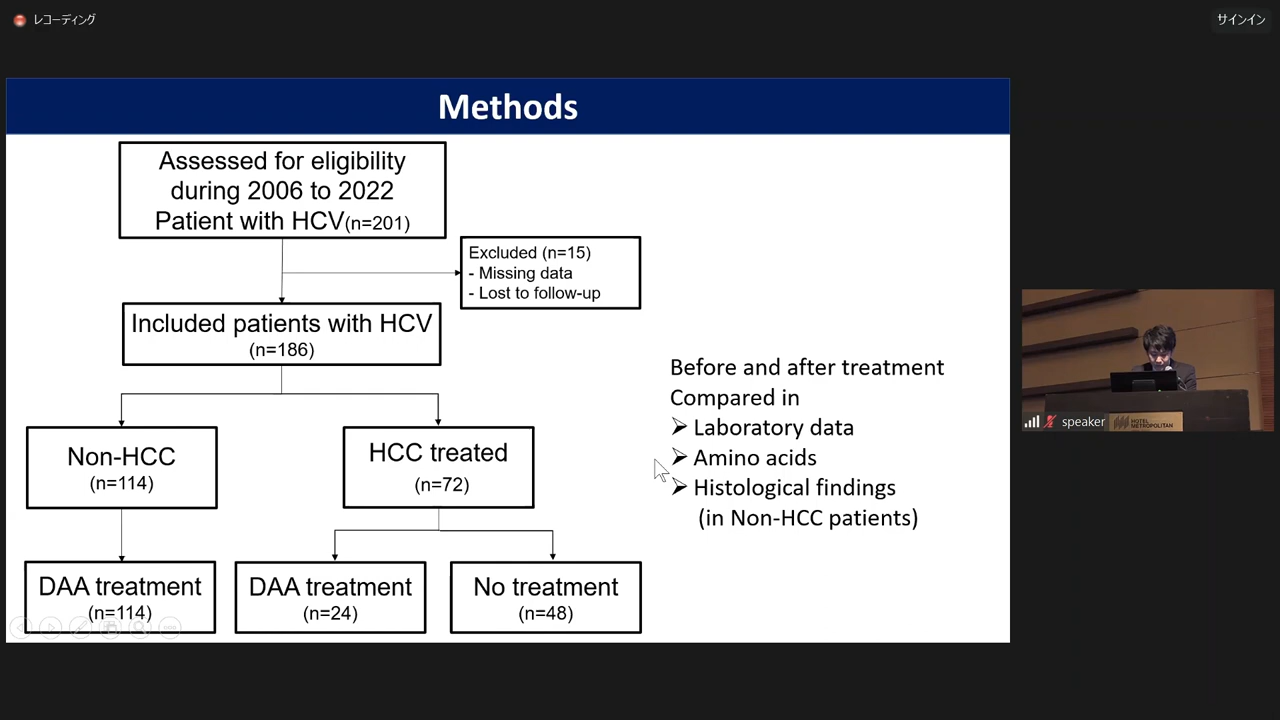 レコーディング
サインイン
Methods
Assessed for eligibility
during 2006 to 2022
Patient with HCV(n=201)
Excluded (n=15)
- Missing data
- Lost to follow-up
Included patients with HCV
(n=186)
Non-HCC
(n=114)
HCC treated
(n=72)
DAA treatment
(n=114)
DAA treatment
(n=24)
No treatment
(n=48)
Before and after treatment
Compared in
➢ Laboratory data
➢ Amino acids
➢ Histological findings
(in Non-HCC patients)
speaker
HOTEL
METROPOLITAN